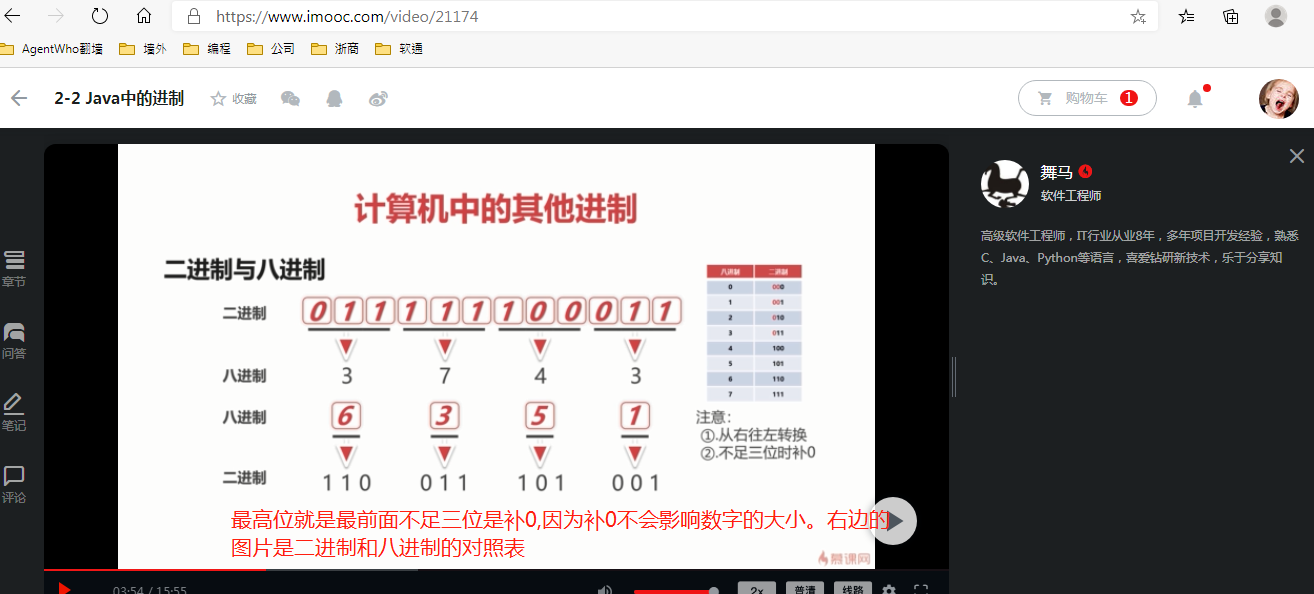 https://www.imooc.com/video/21174
AgentWho翻墙 墙外 编程 公司 浙商 软通
2-2 Java中的进制 收藏 购物车 1
舞马
软件工程师
高级软件工程师，IT行业从业8年，多年项目开发经验，熟悉
C、Java、Python等语言，喜爱钻研新技术，乐于分享知
识。
章节
问答
笔记
评论
计算机中的其他进制
二进制与八进制
二进制 0 1 1 1 1 1 1 0 0 0 1 1
八进制 3 7 4 3
八进制 6 3 5 1
二进制 1 1 0 0 1 1 1 0 1 0 0 1
八进制 二进制
0 000
1 001
2 010
3 011
4 100
5 101
6 110
7 111
注意：
①.从右往左转换
②.不足三位时补0
最高位就是最前面不足三位是补0,因为补0不会影响数字的大小。右边的
图片是二进制和八进制的对照表
慕课网
03:54 / 15:55 2x 普清 线路